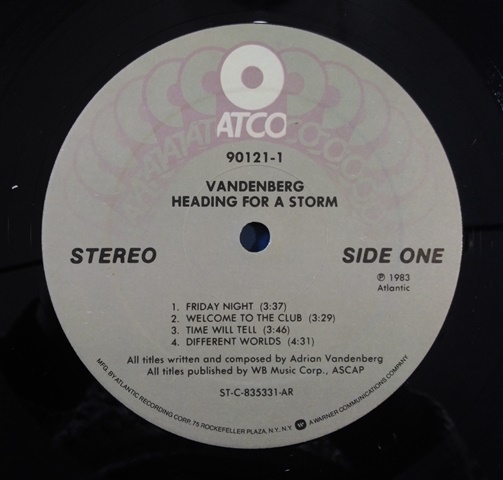 ATCO
90121-1
VANDENBERG
HEADING FOR A STORM
STEREO
SIDE ONE
℗ 1983
Atlantic
1. FRIDAY NIGHT (3:37)
2. WELCOME TO THE CLUB (3:29)
3. TIME WILL TELL (3:46)
4. DIFFERENT WORLDS (4:31)
All titles written and composed by Adrian Vandenberg
All titles published by WB Music Corp., ASCAP
ST-C-835331-AR
MFG. BY ATLANTIC RECORDING CORP. 75 ROCKEFELLER PLAZA, N.Y. N.Y. A WARNER COMMUNICATIONS COMPANY